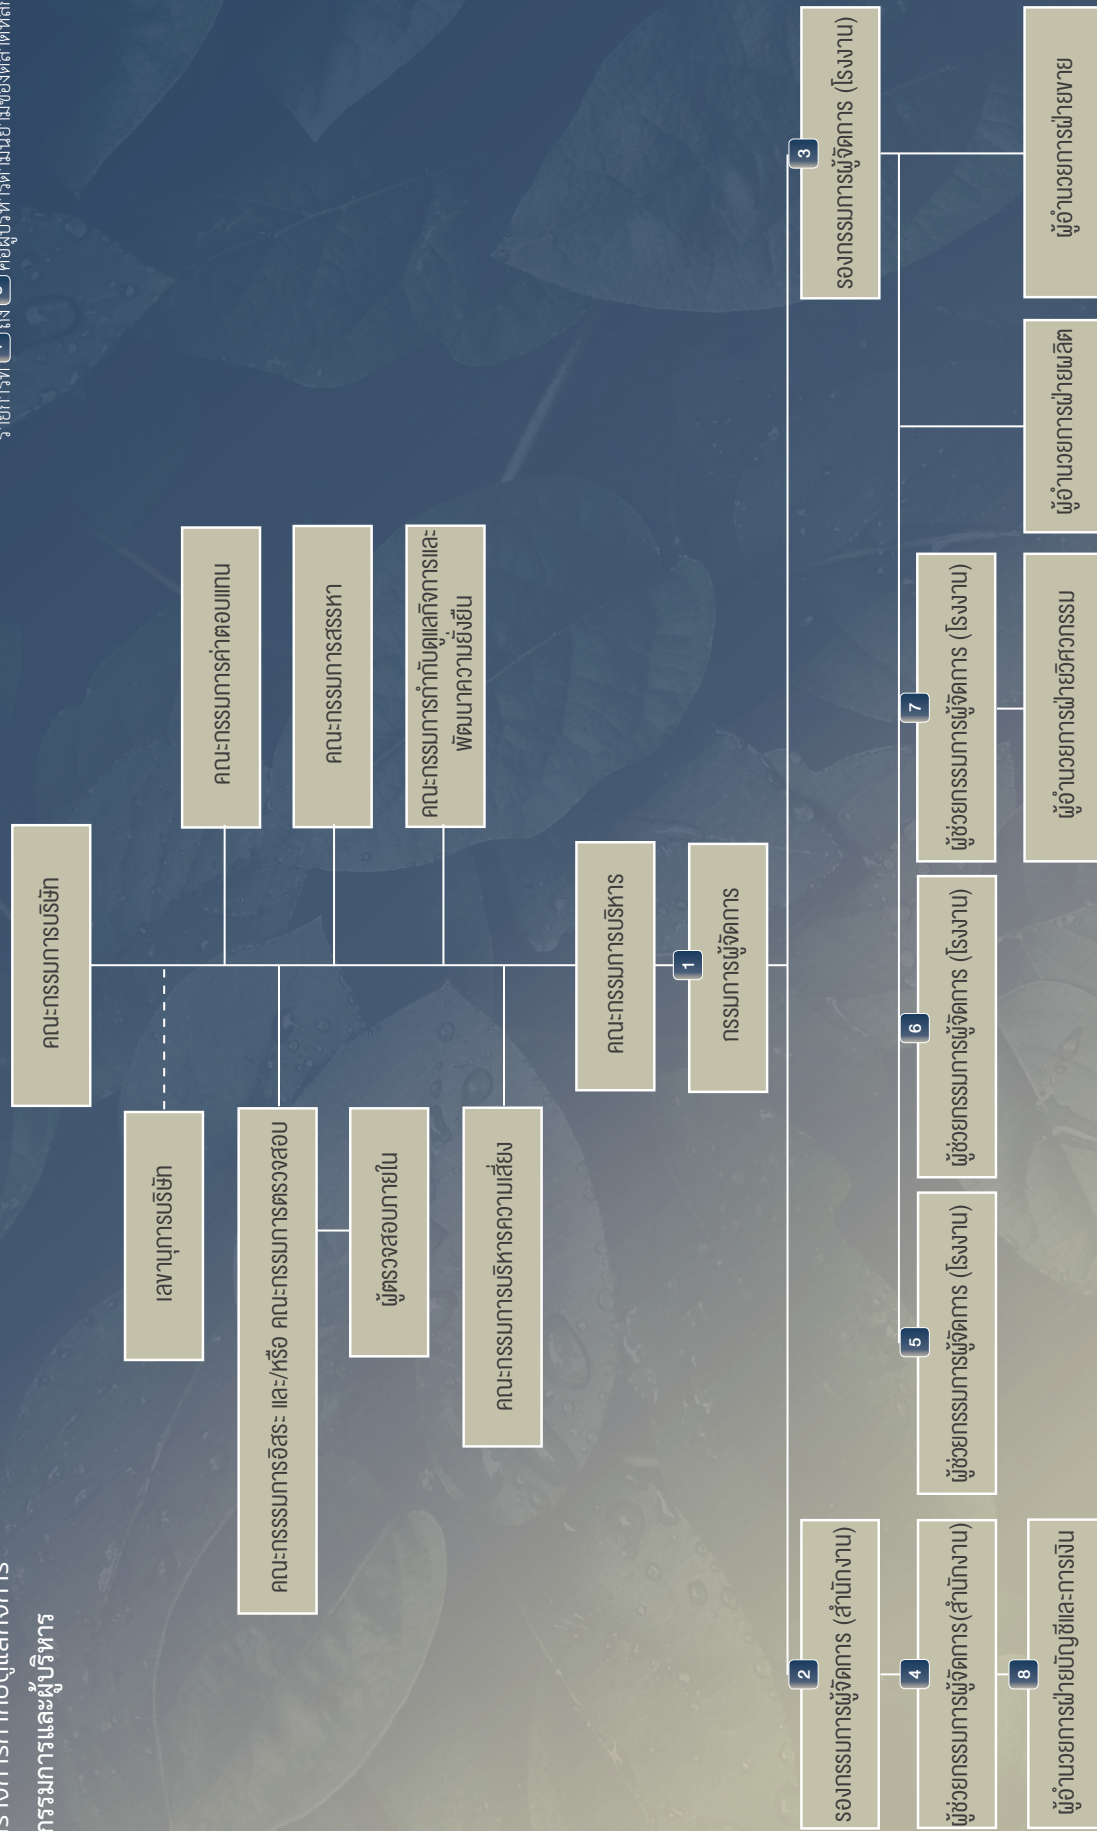 กรรมการและผู้บริหาร
คณะกรรมการบริษัท
เลขานุการบริษัท
คณะกรรมการค่าตอบแทน
คณะกรรรมการอิสระ และ/หรือ คณะกรรมการตรวจสอบ
คณะกรรมการสรรหา
ผู้ตรวจสอบภายใน
คณะกรรมการกำกับดูแลกิจการและ
พัฒนาความยั่งยืน
คณะกรรมการบริหารความเสี่ยง
คณะกรรมการบริหาร
1
กรรมการผู้จัดการ
2
รองกรรมการผู้จัดการ (สำนักงาน)
3
รองกรรมการผู้จัดการ (โรงงาน)
4
ผู้ช่วยกรรมการผู้จัดการ(สำนักงาน)
5
ผู้ช่วยกรรมการผู้จัดการ (โรงงาน)
6
ผู้ช่วยกรรมการผู้จัดการ (โรงงาน)
7
ผู้ช่วยกรรมการผู้จัดการ (โรงงาน)
8
ผู้อำนวยการฝ่ายบัญชีและการเงิน
ผู้อำนวยการฝ่ายวิศวกรรม
ผู้อำนวยการฝ่ายผลิต
ผู้อำนวยการฝ่ายขาย